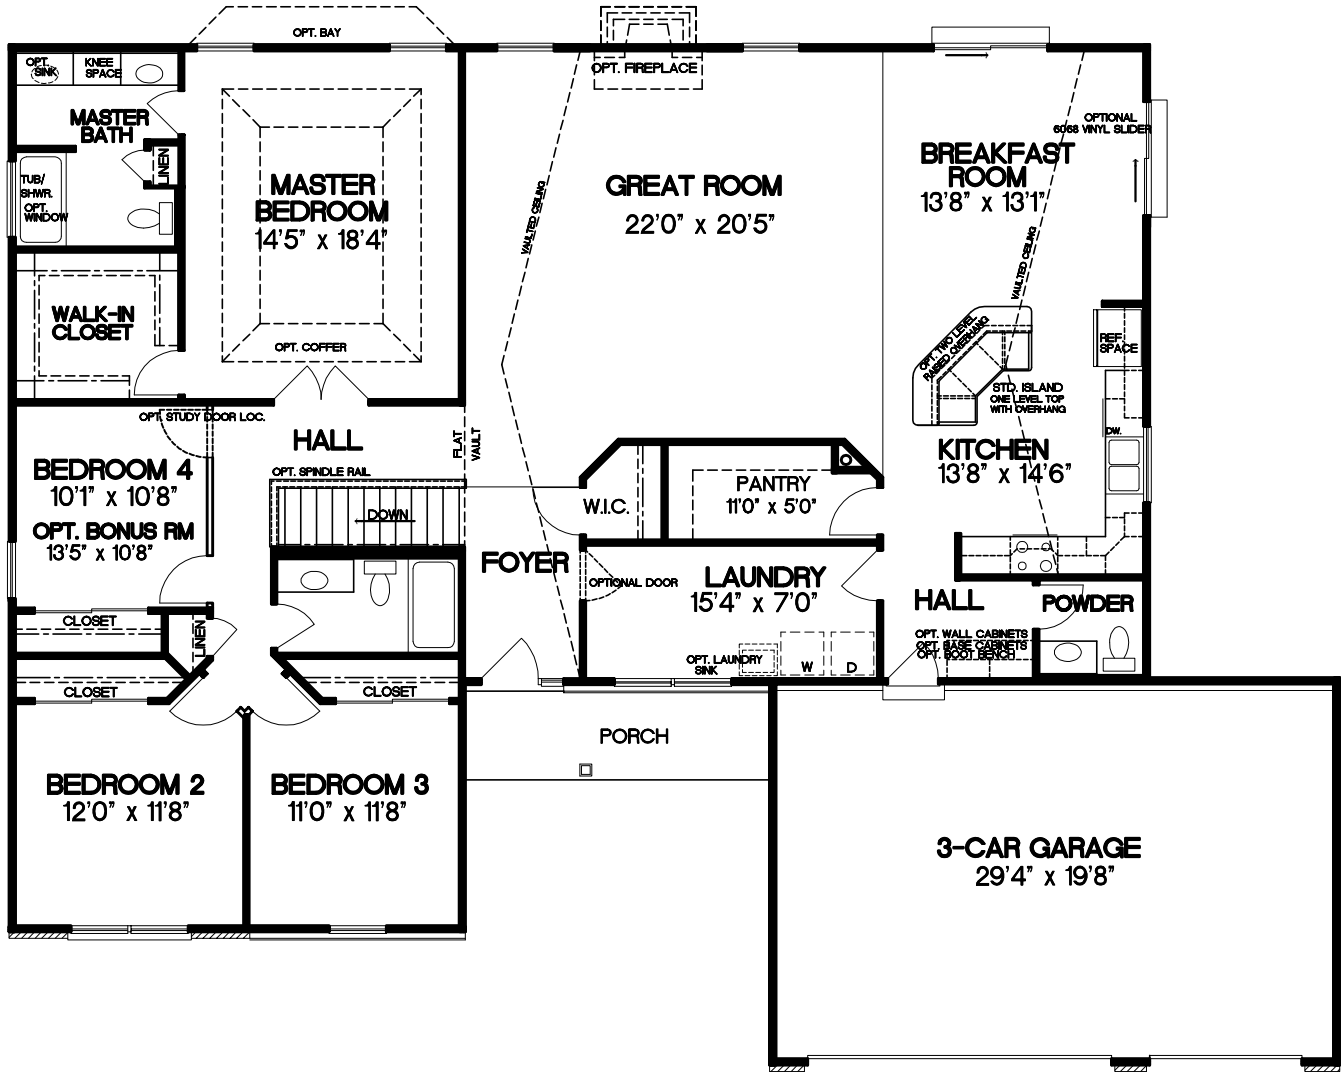 OPT. BAY
OPT.
SINK
KNEE
SPACE
MASTER
BATH
LINEN
TUB/
SHWR.
OPT.
WINDOW
MASTER
BEDROOM
14'5" x 18'4"
OPT. COFFER
WALK-IN
CLOSET
OPT. FIREPLACE
VAULTED CEILING
GREAT ROOM
22'0" x 20'5"
OPTIONAL
6068 VINYL SLIDER
BREAKFAST
ROOM
13'8" x 13'1"
VAULTED CEILING
OPT. TWO LEVEL
RAISED OVERHANG
REF.
SPACE
STD. ISLAND
ONE LEVEL TOP
WITH OVERHANG
DW.
KITCHEN
13'8" x 14'6"
OPT. STUDY DOOR LOC.
HALL
FLAT
VAULT
OPT. SPINDLE RAIL
BEDROOM 4
10'1" x 10'8"
OPT. BONUS RM
13'5" x 10'8"
DOWN
W.I.C.
PANTRY
11'0" x 5'0"
FOYER
OPTIONAL DOOR
LAUNDRY
15'4" x 7'0"
HALL
POWDER
CLOSET
LINEN
OPT. WALL CABINETS
OPT. BASE CABINETS
OPT. BOOT BENCH
OPT. LAUNDRY
SINK
W
D
CLOSET
CLOSET
PORCH
BEDROOM 2
12'0" x 11'8"
BEDROOM 3
11'0" x 11'8"
3-CAR GARAGE
29'4" x 19'8"